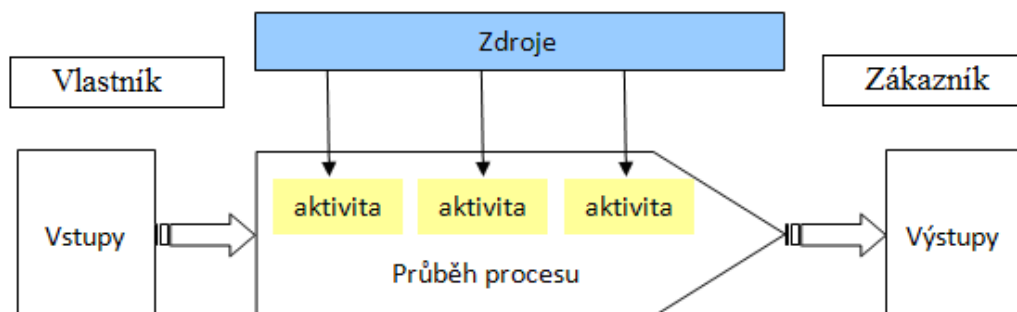 Zdroje
Vlastník
Zákazník
aktivita
aktivita
aktivita
Vstupy
Průběh procesu
Výstupy